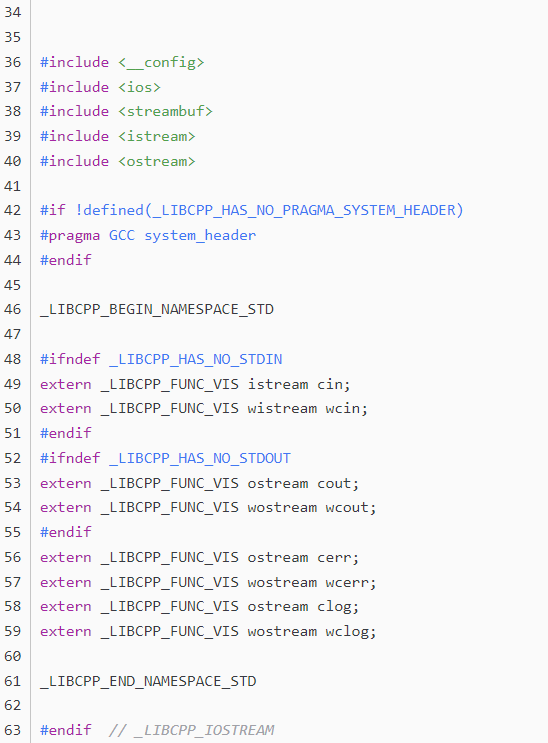 34
35
36 #include <__config>
37 #include <ios>
38 #include <streambuf>
39 #include <istream>
40 #include <ostream>
41
42 #if !defined(_LIBCPP_HAS_NO_PRAGMA_SYSTEM_HEADER)
43 #pragma GCC system_header
44 #endif
45
46 _LIBCPP_BEGIN_NAMESPACE_STD
47
48 #ifndef _LIBCPP_HAS_NO_STDIN
49 extern _LIBCPP_FUNC_VIS istream cin;
50 extern _LIBCPP_FUNC_VIS wistream wcin;
51 #endif
52 #ifndef _LIBCPP_HAS_NO_STDOUT
53 extern _LIBCPP_FUNC_VIS ostream cout;
54 extern _LIBCPP_FUNC_VIS wostream wcout;
55 #endif
56 extern _LIBCPP_FUNC_VIS ostream cerr;
57 extern _LIBCPP_FUNC_VIS wostream wcerr;
58 extern _LIBCPP_FUNC_VIS ostream clog;
59 extern _LIBCPP_FUNC_VIS wostream wclog;
60
61 _LIBCPP_END_NAMESPACE_STD
62
63 #endif  // _LIBCPP_IOSTREAM